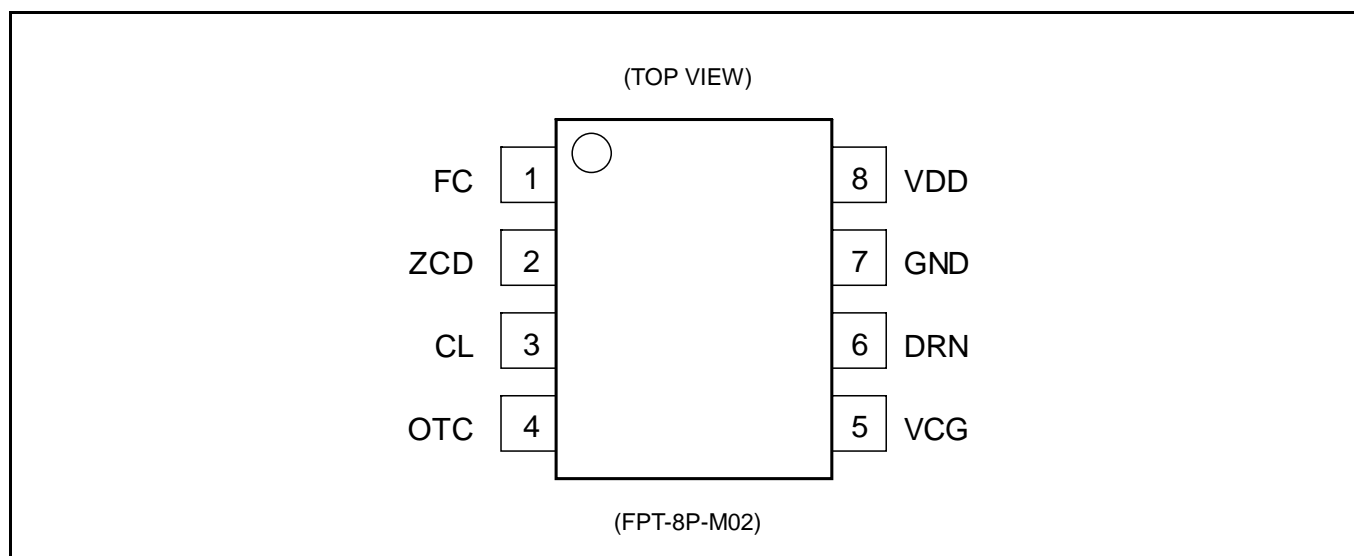 (TOP VIEW)
FC 1 8 VDD
ZCD 2 7 GND
CL 3 6 DRN
OTC 4 5 VCG
(FPT-8P-M02)